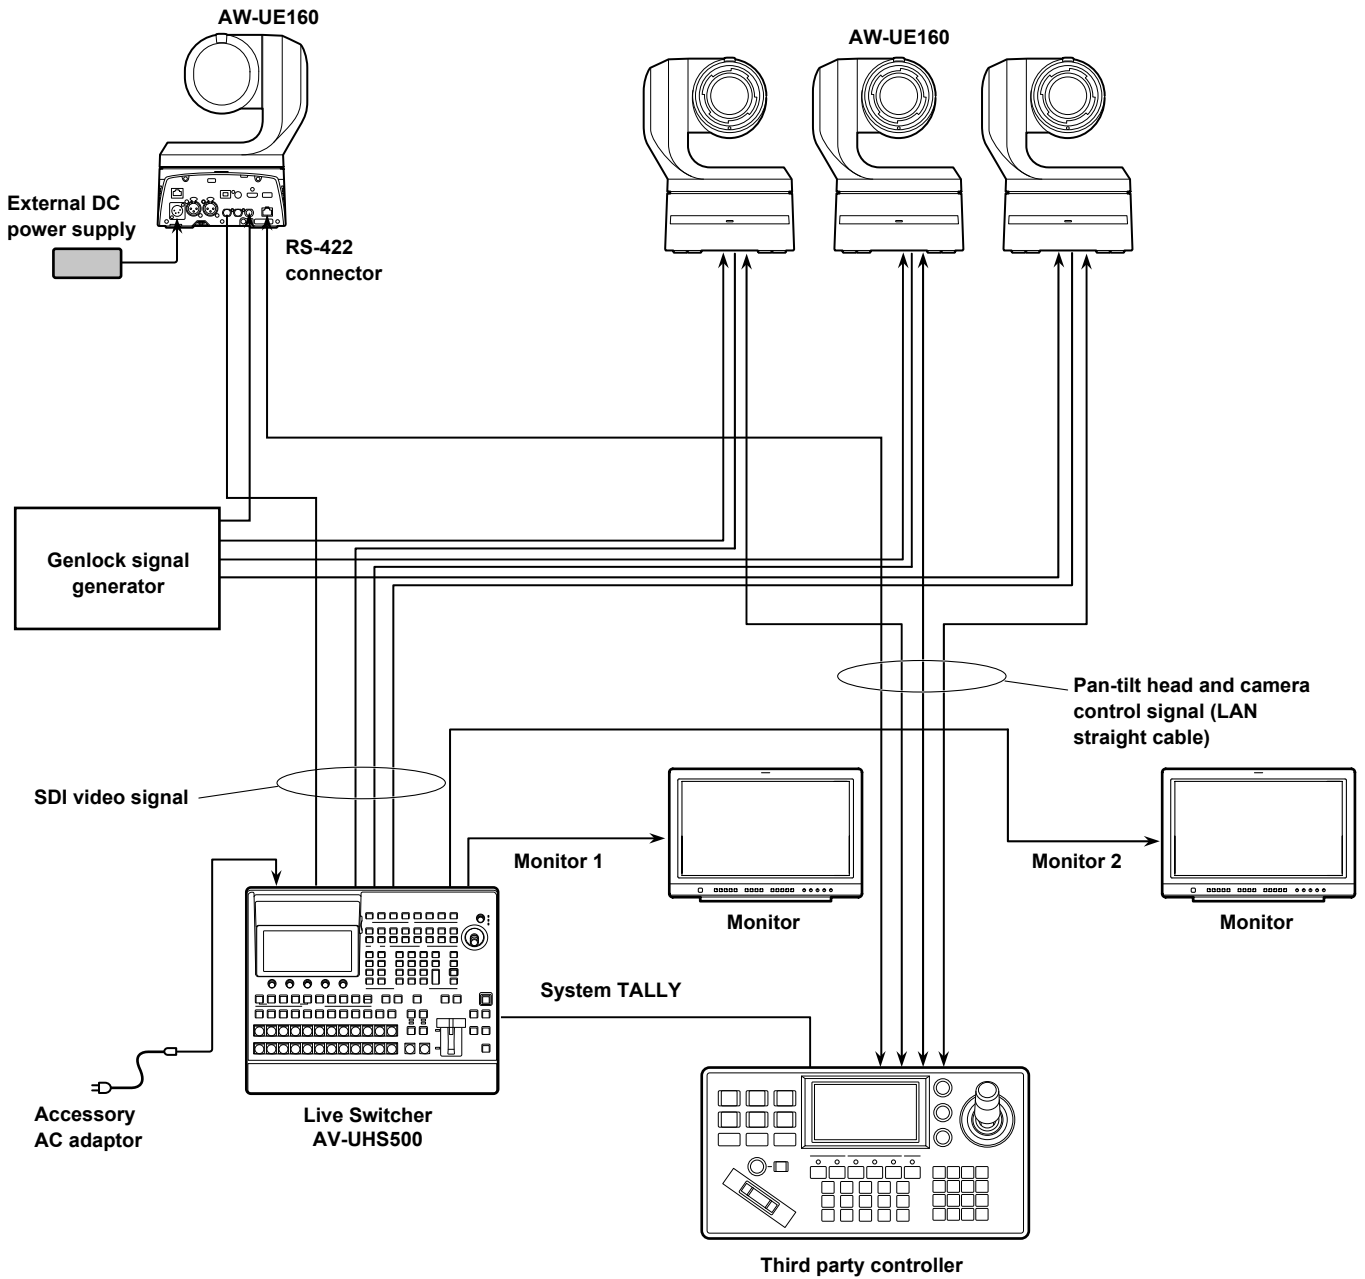 AW-UE160
AW-UE160
External DC
power supply
RS-422
connector
Genlock signal
generator
Pan-tilt head and camera
control signal (LAN
straight cable)
SDI video signal
Monitor 1
Monitor 2
Monitor
Monitor
System TALLY
Accessory
AC adaptor
Live Switcher
AV-UHS500
Third party controller